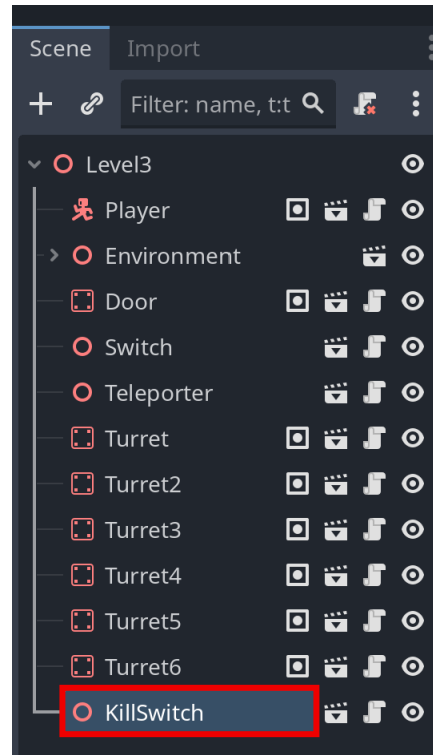 Scene Import
Filter: name, t:t
Level3
Player
Environment
Door
Switch
Teleporter
Turret
Turret2
Turret3
Turret4
Turret5
Turret6
KillSwitch